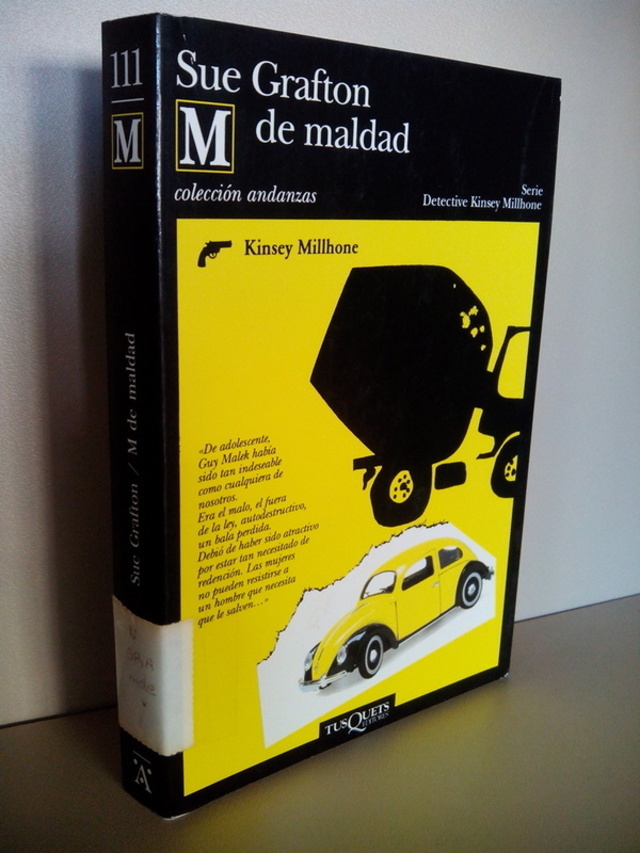 111
M
Sue Grafton / M de maldad
Sue Grafton
M de maldad
colección andanzas
Serie
Detective Kinsey Millhone
Kinsey Millhone
«De adolescente,
Guy Malek había
sido tan indeseable
como cualquiera de
nosotros.
Era el malo, el fuera
de la ley, autodestructivo,
un bala perdida.
Debió de haber sido atractivo
por estar tan necesitado de
redención. Las mujeres
no pueden resistirse a
un hombre que necesita
que le salven...»
TUSQUETS
EDITORES
N
GRA
A